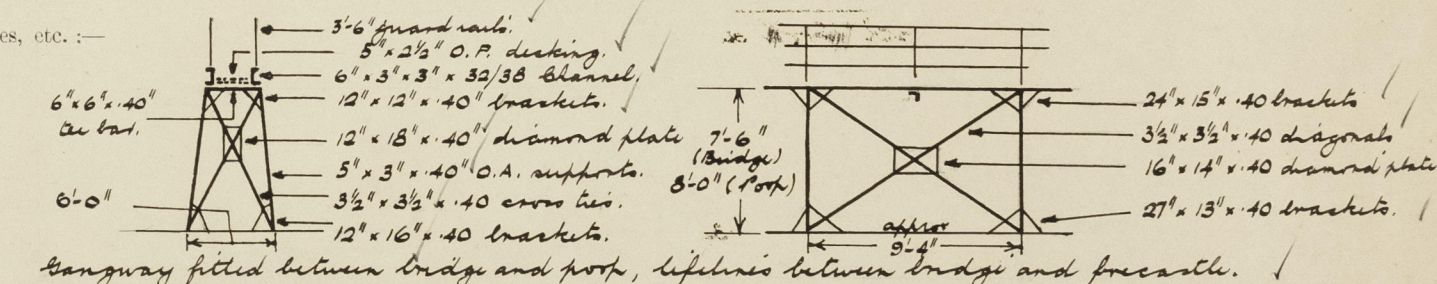 es, etc. :—
3'-6" guard rails.
5" x 2½" O.P. decking.
6" x 3" x 3" x 32/38 Channel.
12" x 12" x .40" brackets.
6" x 6" x .40"
tee bar.
12" x 18" x .40" diamond plate
5" x 3" x .40" O.A. supports.
3½" x 3½" x .40 cross ties.
6'-0"
12" x 16" x .40 brackets.
7'-6"
(Bridge)
8'-0" (Poop)
24" x 15" x .40 brackets
3½" x 3½" x .40 diagonals
16" x 14" x .40 diamond plate
27" x 13" x .40 brackets.
approx
9'-4"
Gangway fitted between bridge and poop, lifelines between bridge and forecastle.